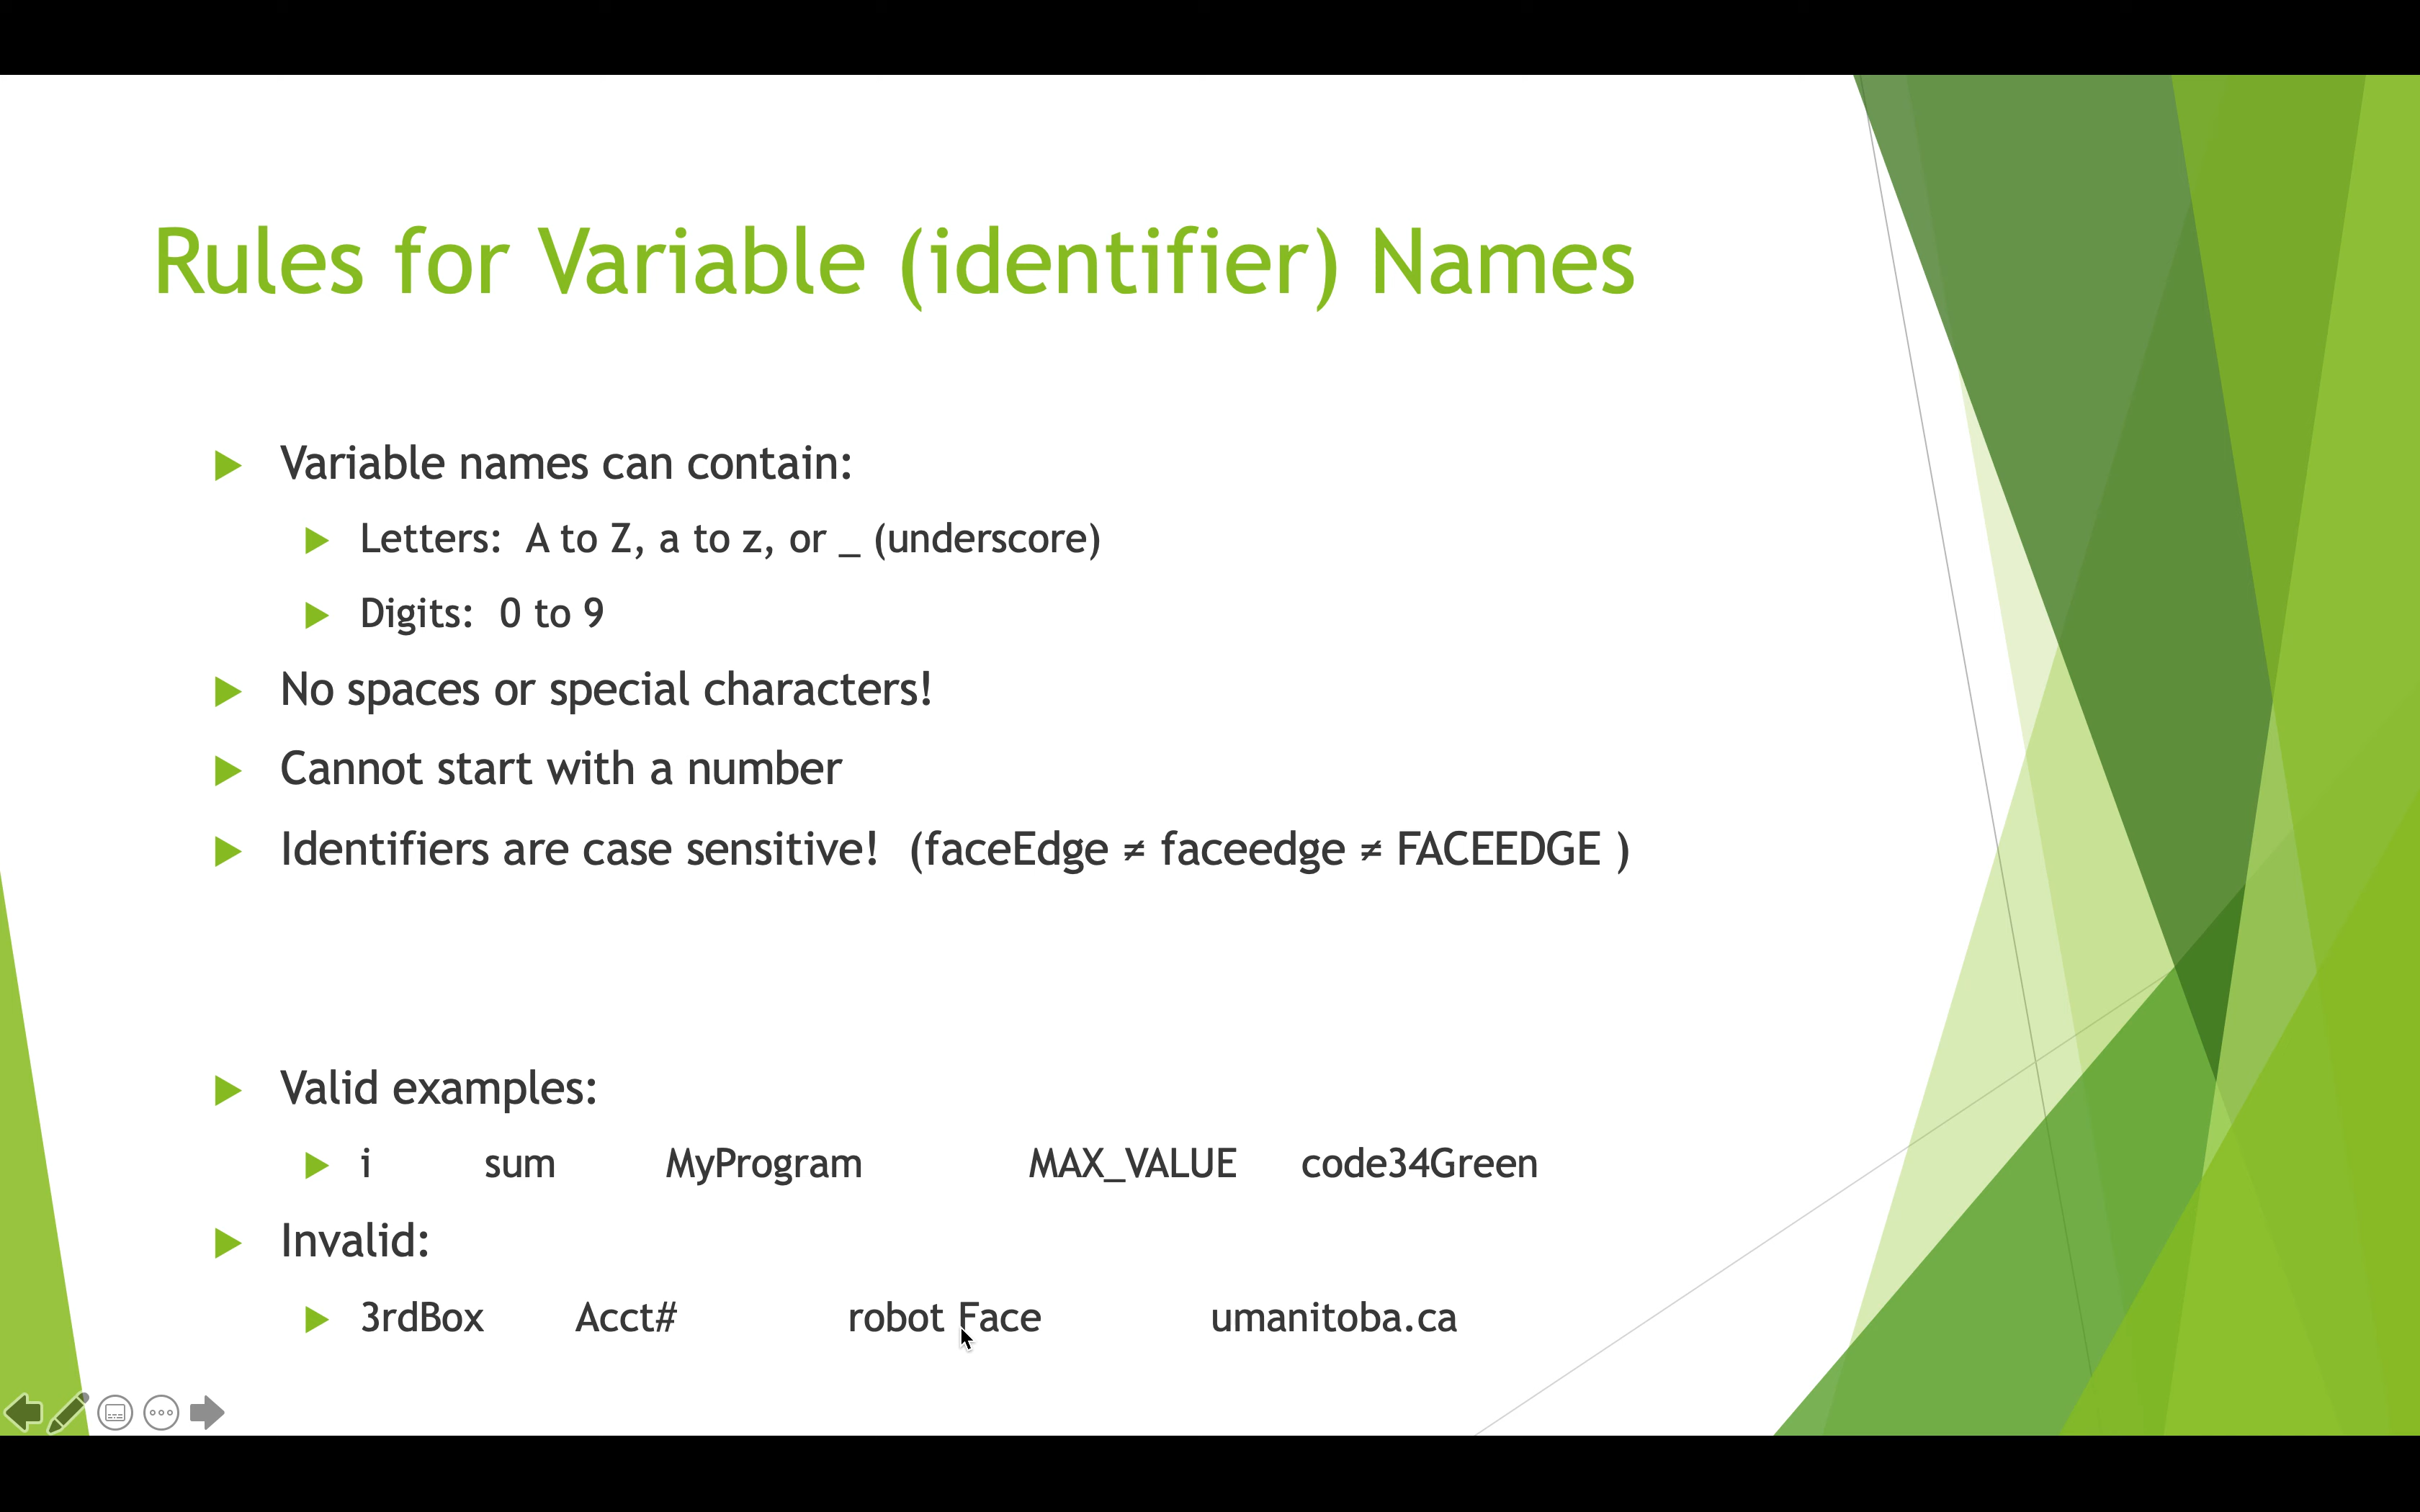 Rules for Variable (identifier) Names
Variable names can contain:
Letters: A to Z, a to z, or _ (underscore)
Digits: 0 to 9
No spaces or special characters!
Cannot start with a number
Identifiers are case sensitive! (faceEdge ≠ faceedge ≠ FACEEDGE )
Valid examples:
i sum MyProgram MAX_VALUE code34Green
Invalid:
3rdBox Acct# robot Face umanitoba.ca